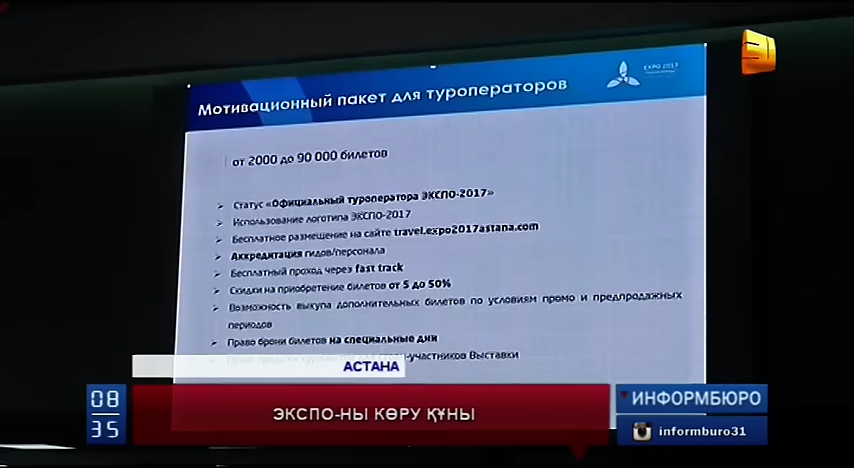 31
EXPO 2017
Мотивационный пакет для туроператоров
от 2000 до 90 000 билетов
Статус «Официальный туроператора ЭКСПО-2017»
Использование логотипа ЭКСПО-2017
Бесплатное размещение на сайте travel.expo2017astana.com
Аккредитация гидов/персонала
Бесплатный проход через fast track
Скидки на приобретение билетов от 5 до 50%
Возможность выкупа дополнительных билетов по условиям промо и предпродажных
периодов
Право брони билетов на специальные дни
-участников Выставки
АСТАНА
08
35
ЭКСПО-НЫ КӨРУ ҚҰНЫ
ИНФОРМБЮРО
informburo31